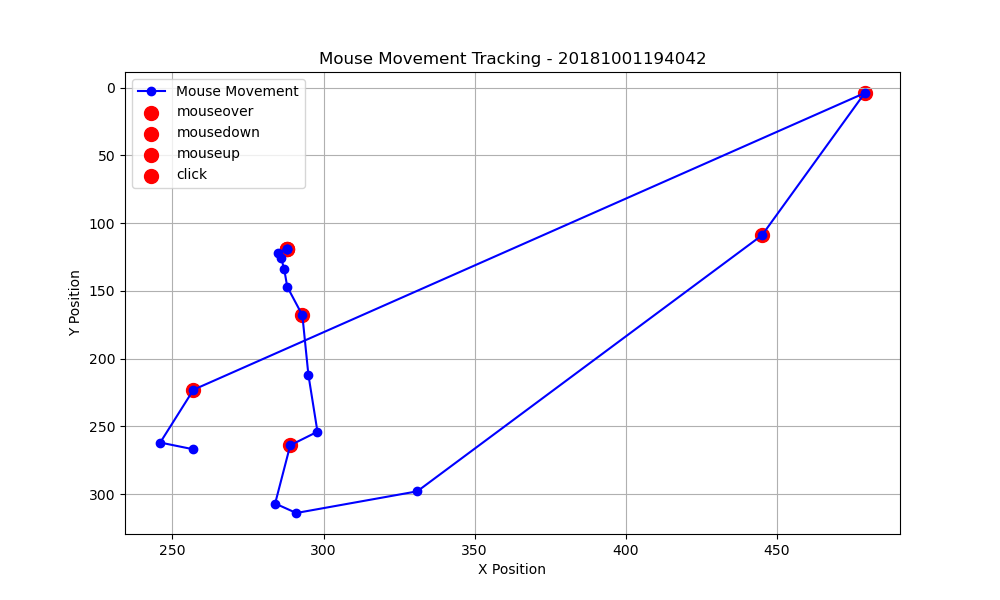 Mouse Movement Tracking - 20181001194042
Mouse Movement
mouseover
mousedown
mouseup
click
0
50
100
150
200
250
300
Y Position
250
300
350
400
450
X Position